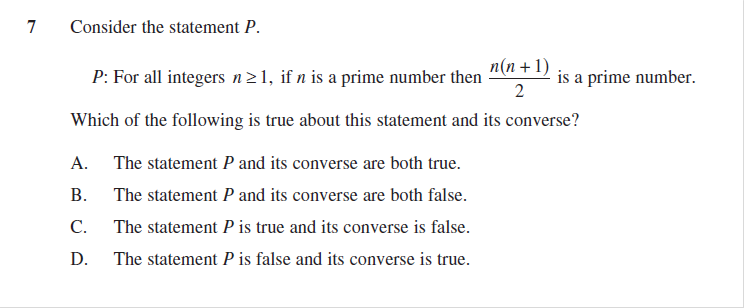 7 Consider the statement P.
P: For all integers n ≥ 1, if n is a prime number then n(n + 1)/2 is a prime number.
Which of the following is true about this statement and its converse?
A. The statement P and its converse are both true.
B. The statement P and its converse are both false.
C. The statement P is true and its converse is false.
D. The statement P is false and its converse is true.